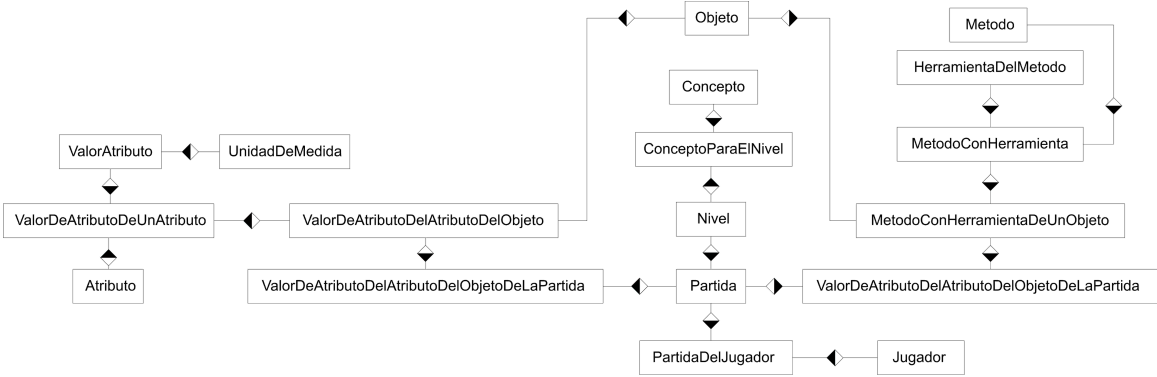 Objeto
Metodo
HerramientaDelMetodo
Concepto
ValorAtributo
UnidadDeMedida
ConceptoParaElNivel
MetodoConHerramienta
ValorDeAtributoDeUnAtributo
ValorDeAtributoDelAtributoDelObjeto
Nivel
MetodoConHerramientaDeUnObjeto
Atributo
ValorDeAtributoDelAtributoDelObjetoDeLaPartida
Partida
ValorDeAtributoDelAtributoDelObjetoDeLaPartida
PartidaDelJugador
Jugador